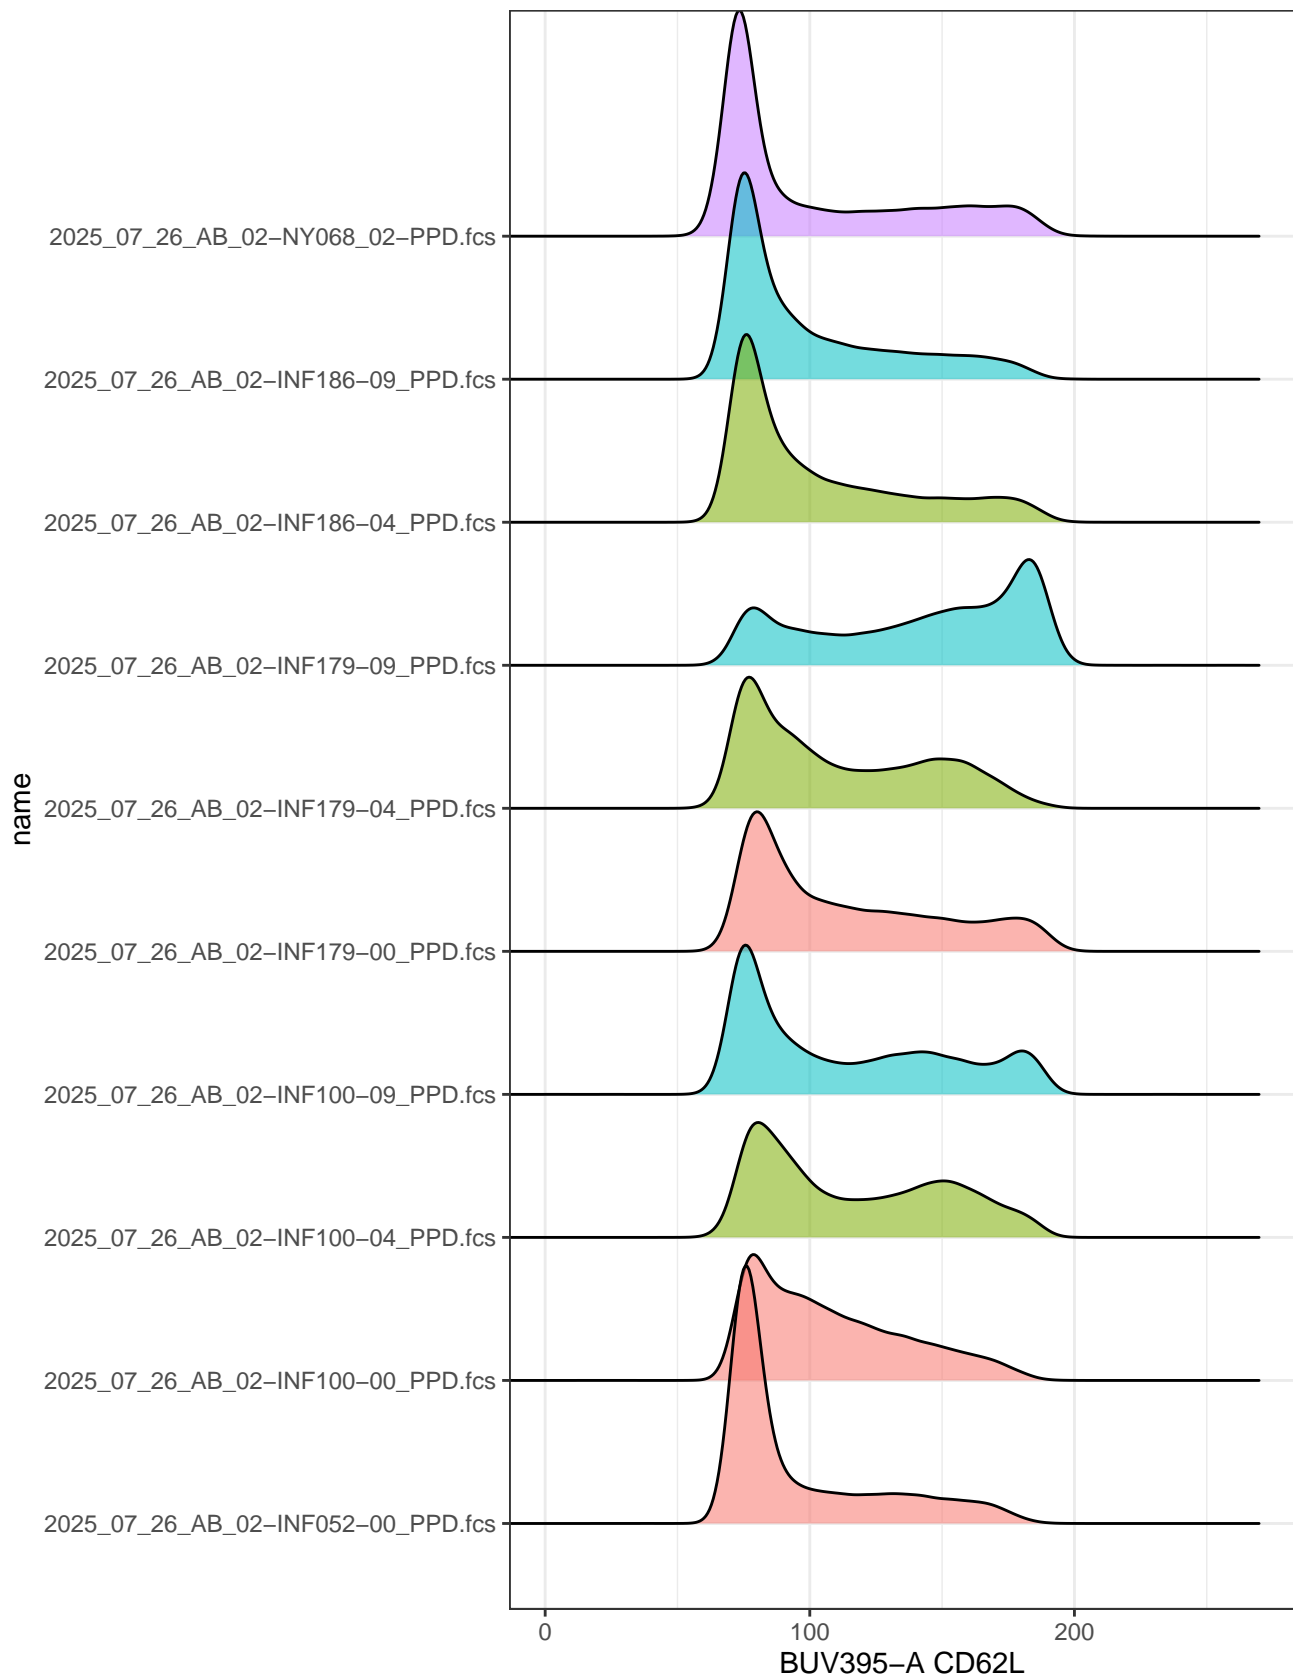 2025_07_26_AB_02−NY068_02−PPD.fcs
2025_07_26_AB_02−INF186−09_PPD.fcs
2025_07_26_AB_02−INF186−04_PPD.fcs
2025_07_26_AB_02−INF179−09_PPD.fcs
2025_07_26_AB_02−INF179−04_PPD.fcs
name
2025_07_26_AB_02−INF179−00_PPD.fcs
2025_07_26_AB_02−INF100−09_PPD.fcs
2025_07_26_AB_02−INF100−04_PPD.fcs
2025_07_26_AB_02−INF100−00_PPD.fcs
2025_07_26_AB_02−INF052−00_PPD.fcs
0 100 200
BUV395−A CD62L